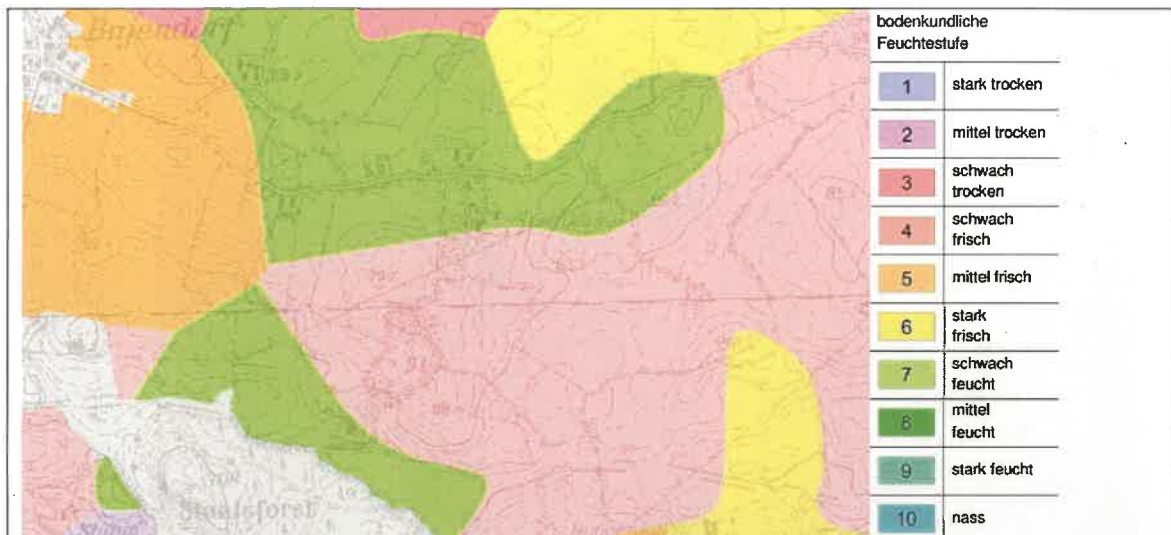 bodenkundliche
Feuchtestufe
1 stark trocken
2 mittel trocken
3 schwach
trocken
4 schwach
frisch
5 mittel frisch
6 stark
frisch
7 schwach
feucht
8 mittel
feucht
9 stark feucht
10 nass
Staatsforst